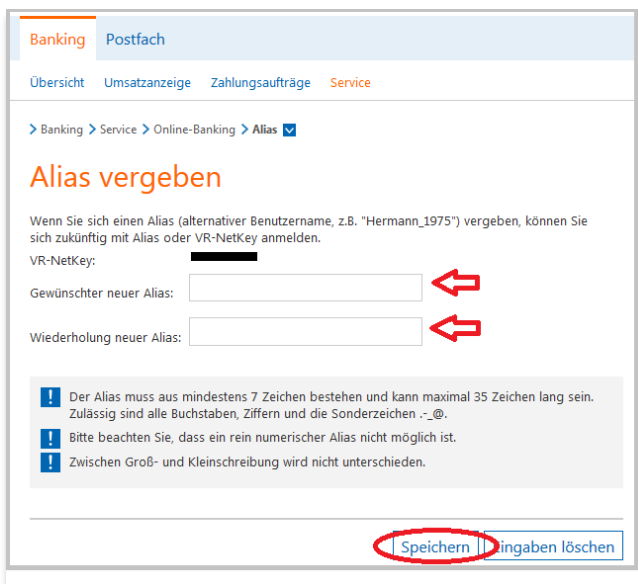 Banking Postfach
Übersicht Umsatzanzeige Zahlungsaufträge Service
Banking Service Online-Banking Alias
Alias vergeben
Wenn Sie sich einen Alias (alternativer Benutzername, z.B. "Hermann_1975") vergeben, können Sie
sich zukünftig mit Alias oder VR-NetKey anmelden.
VR-NetKey:
Gewünschter neuer Alias:
Wiederholung neuer Alias:
! Der Alias muss aus mindestens 7 Zeichen bestehen und kann maximal 35 Zeichen lang sein.
Zulässig sind alle Buchstaben, Ziffern und die Sonderzeichen .-_@.
! Bitte beachten Sie, dass ein rein numerischer Alias nicht möglich ist.
! Zwischen Groß- und Kleinschreibung wird nicht unterschieden.
Speichern Eingaben löschen